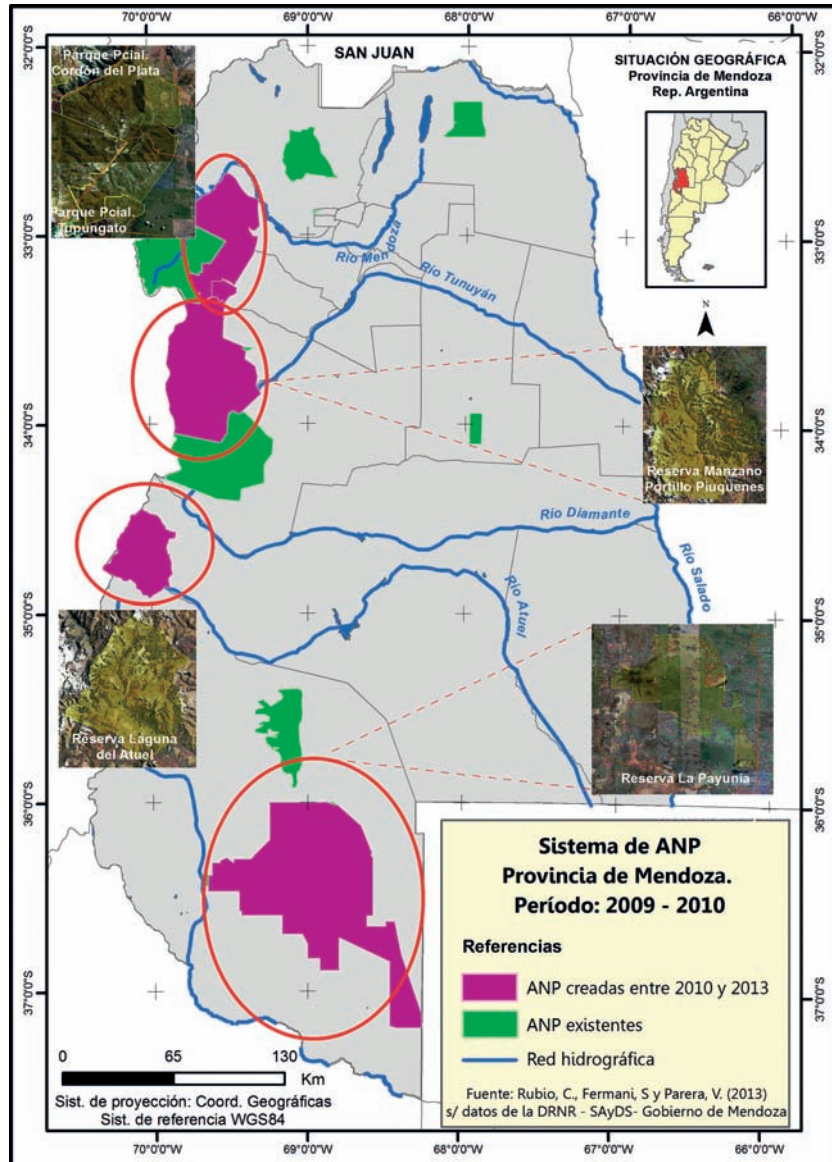 70°0'0"W
69°0'0"W
68°0'0"W
67°0'0"W
66°0'0"W
32°0'0"S
32°0'0"S
Parque Pcial.
Cordón del Plata
SAN JUAN
SITUACIÓN GEOGRÁFICA
Provincia de Mendoza
Rep. Argentina
Parque Pcial.
Tupungato
33°0'0"S
33°0'0"S
Río Mendoza
Río Tunuyán
N
34°0'0"S
34°0'0"S
Reserva Manzano
Portillo Piuquenes
Río Diamante
Río Salado
Río Atuel
35°0'0"S
35°0'0"S
Reserva Laguna
del Atuel
Reserva La Payunia
36°0'0"S
36°0'0"S
Sistema de ANP
Provincia de Mendoza.
Período: 2009 - 2010
Referencias
ANP creadas entre 2010 y 2013
ANP existentes
Red hidrográfica
Fuente: Rubio, C., Fermani, S y Parera, V. (2013)
s/ datos de la DRNR - SAyDS- Gobierno de Mendoza
37°0'0"S
37°0'0"S
0 65 130
Km
Sist. de proyección: Coord. Geográficas
Sist. de referencia WGS84
70°0'0"W
69°0'0"W
68°0'0"W
67°0'0"W
66°0'0"W